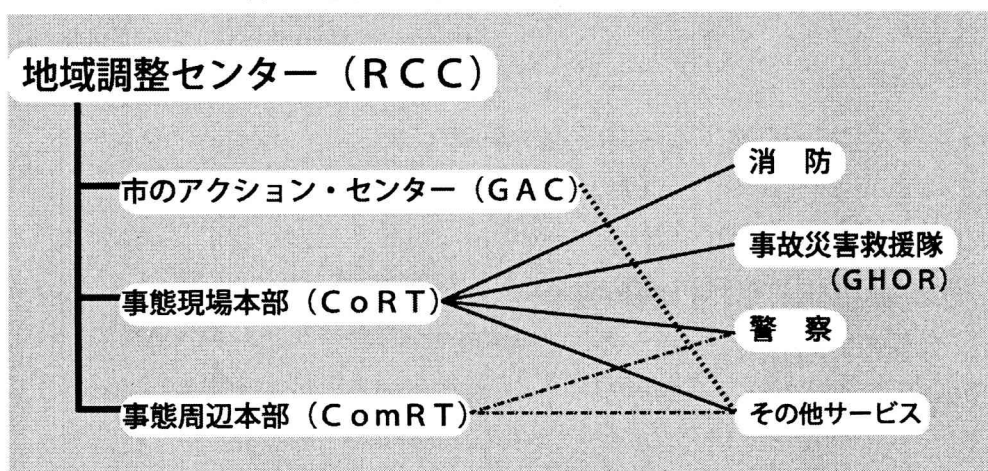 地域調整センター（ＲＣＣ）
市のアクション・センター（ＧＡＣ）
事態現場本部（ＣｏＲＴ）
事態周辺本部（ＣｏｍＲＴ）
消　防
事故災害救援隊
（ＧＨＯＲ）
警　察
その他サービス